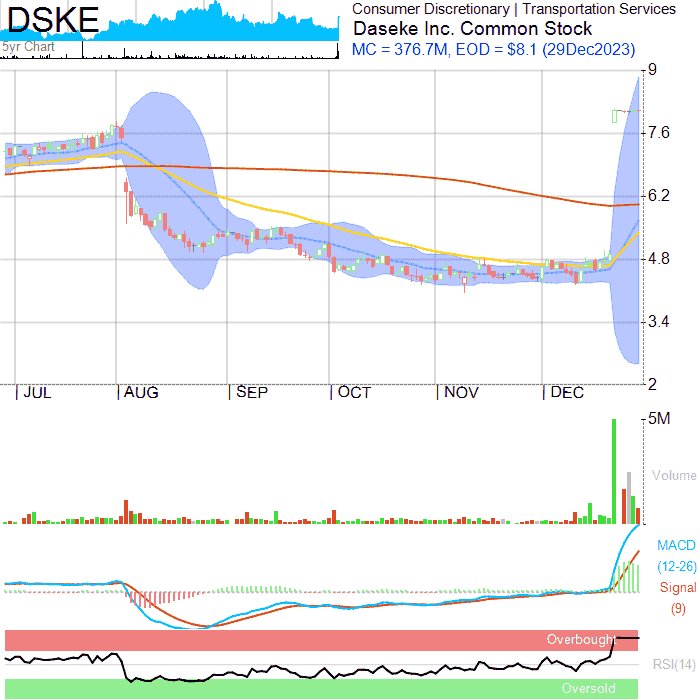 DSKE
5yr Chart
Consumer Discretionary | Transportation Services
Daseke Inc. Common Stock
MC = 376.7M, EOD = $8.1 (29Dec2023)
9
7.6
6.2
4.8
3.4
2
JUL AUG SEP OCT NOV DEC
5M
Volume
MACD
(12-26)
Signal
(9)
Overbought
RSI(14)
Oversold